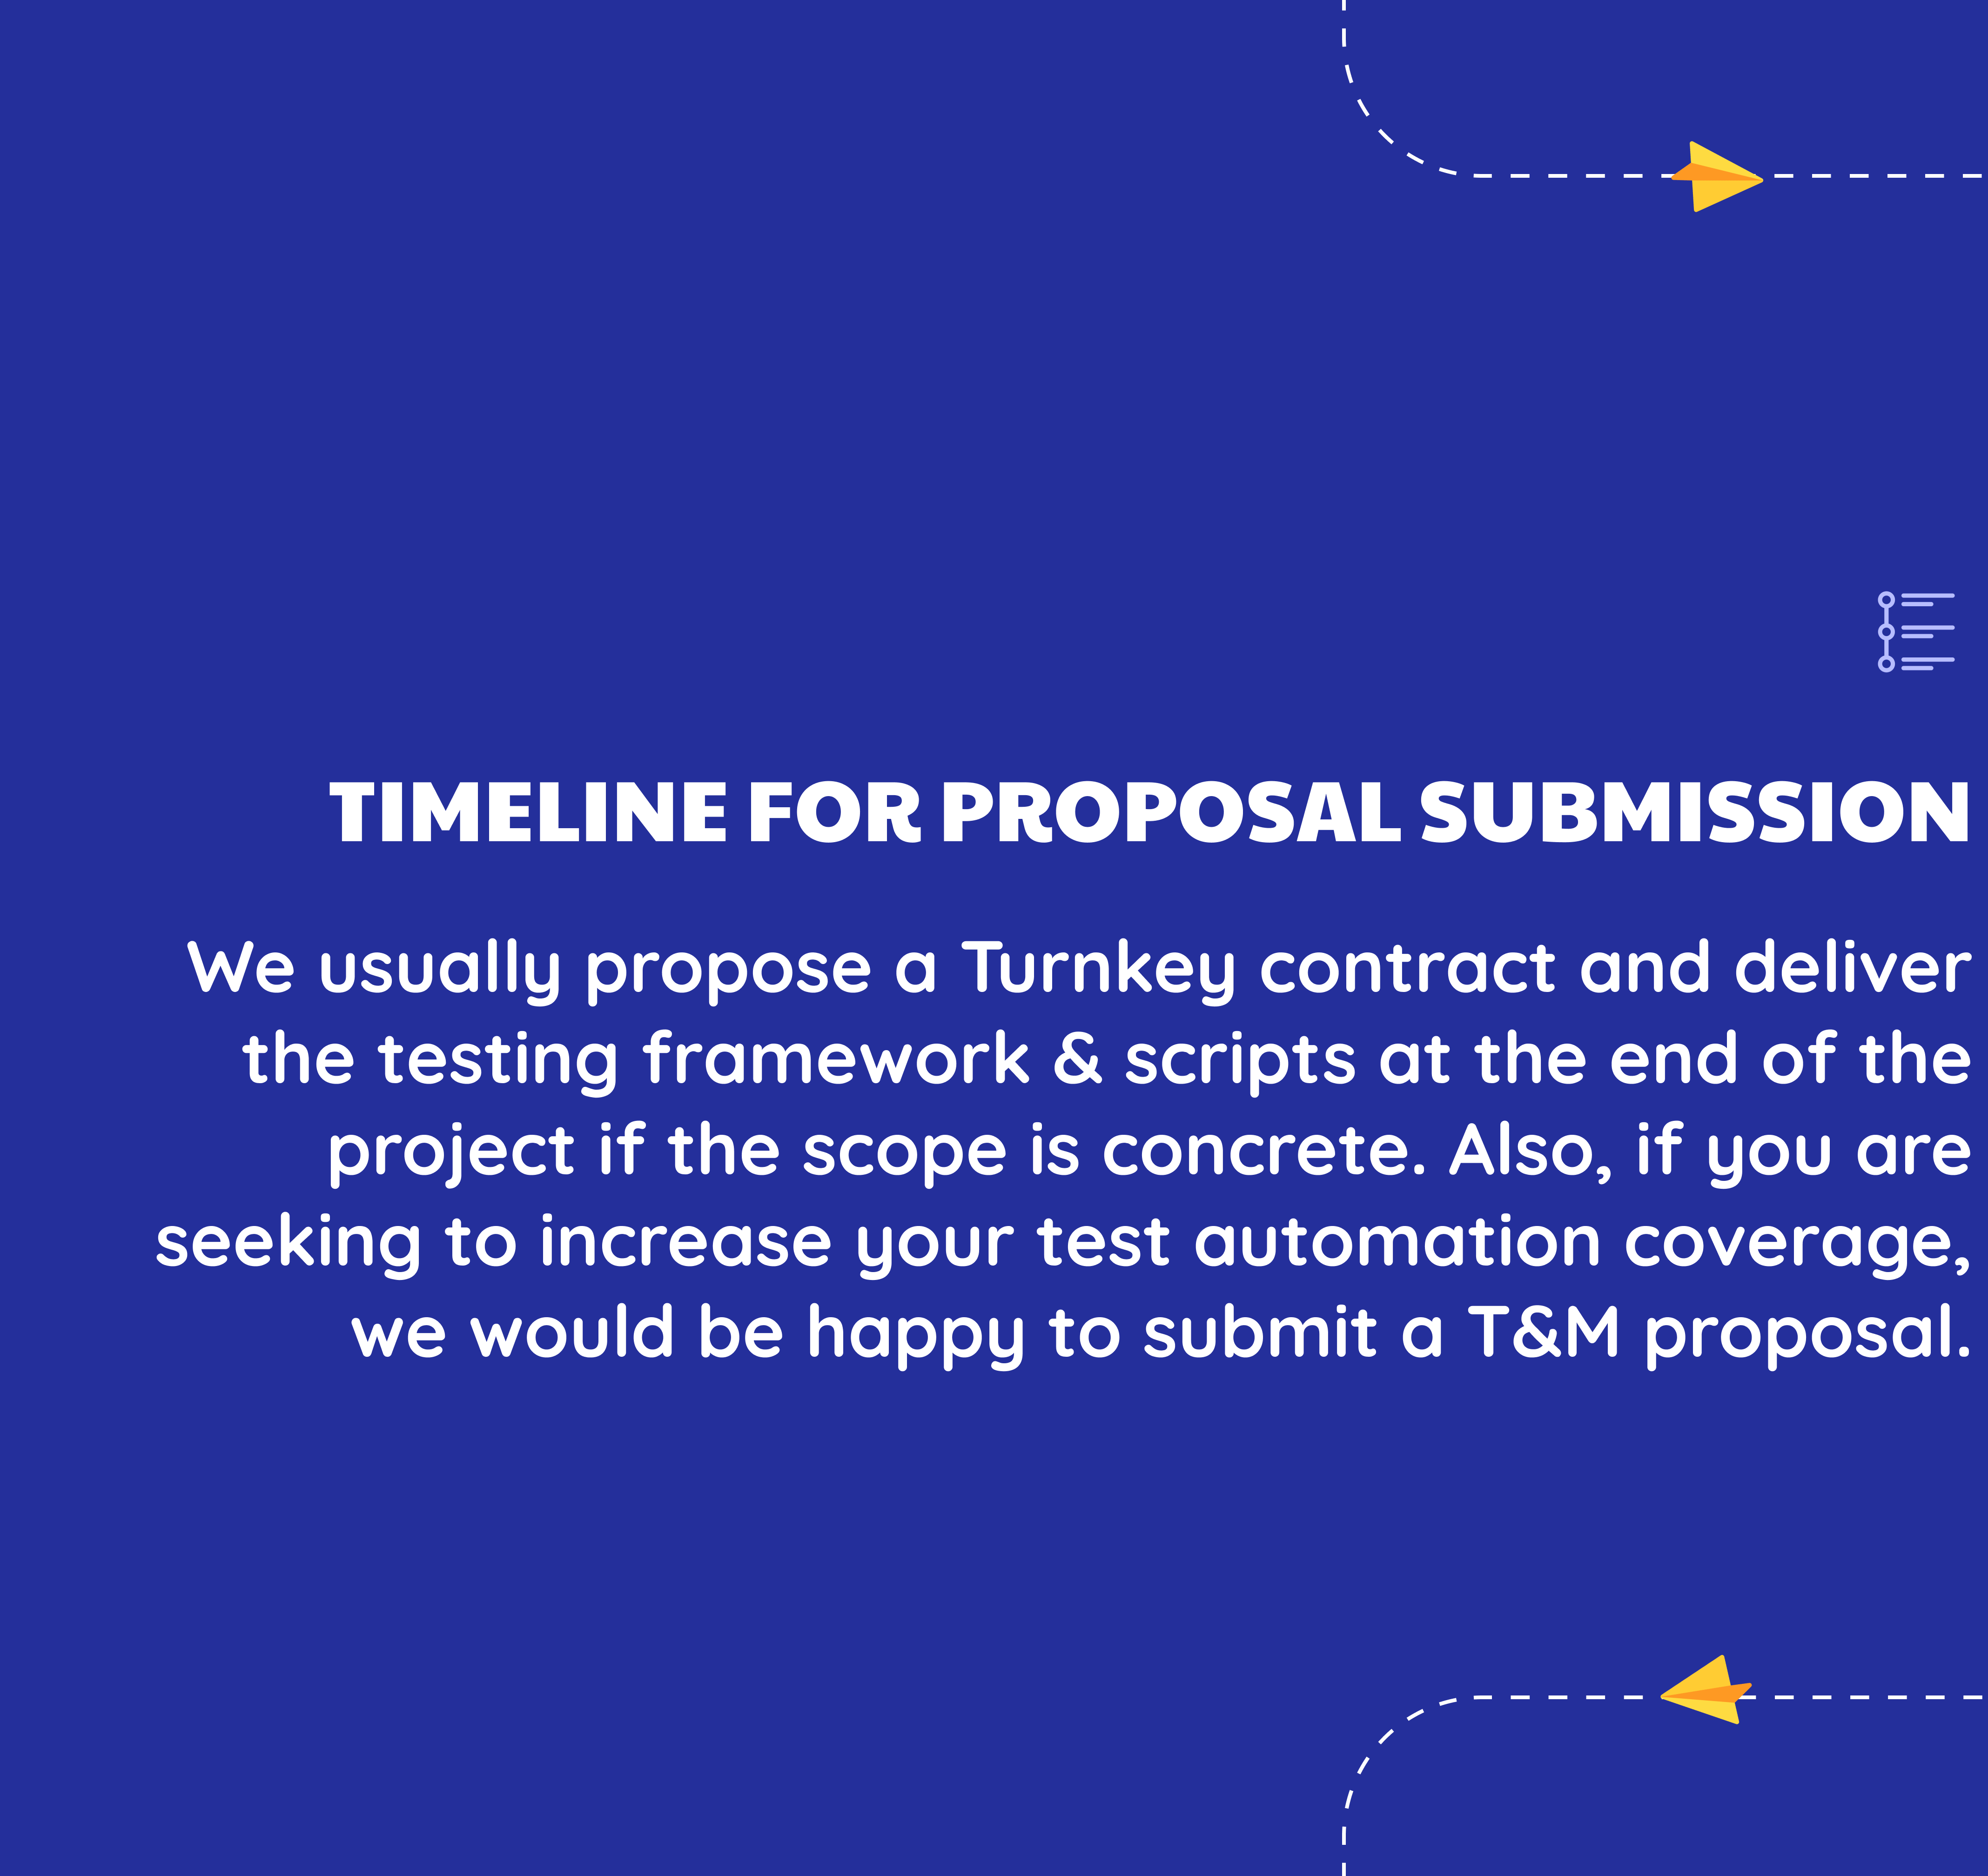 TIMELINE FOR PROPOSAL SUBMISSION
We usually propose a Turnkey contract and deliver
the testing framework & scripts at the end of the
project if the scope is concrete. Also, if you are
seeking to increase your test automation coverage,
we would be happy to submit a T&M proposal.